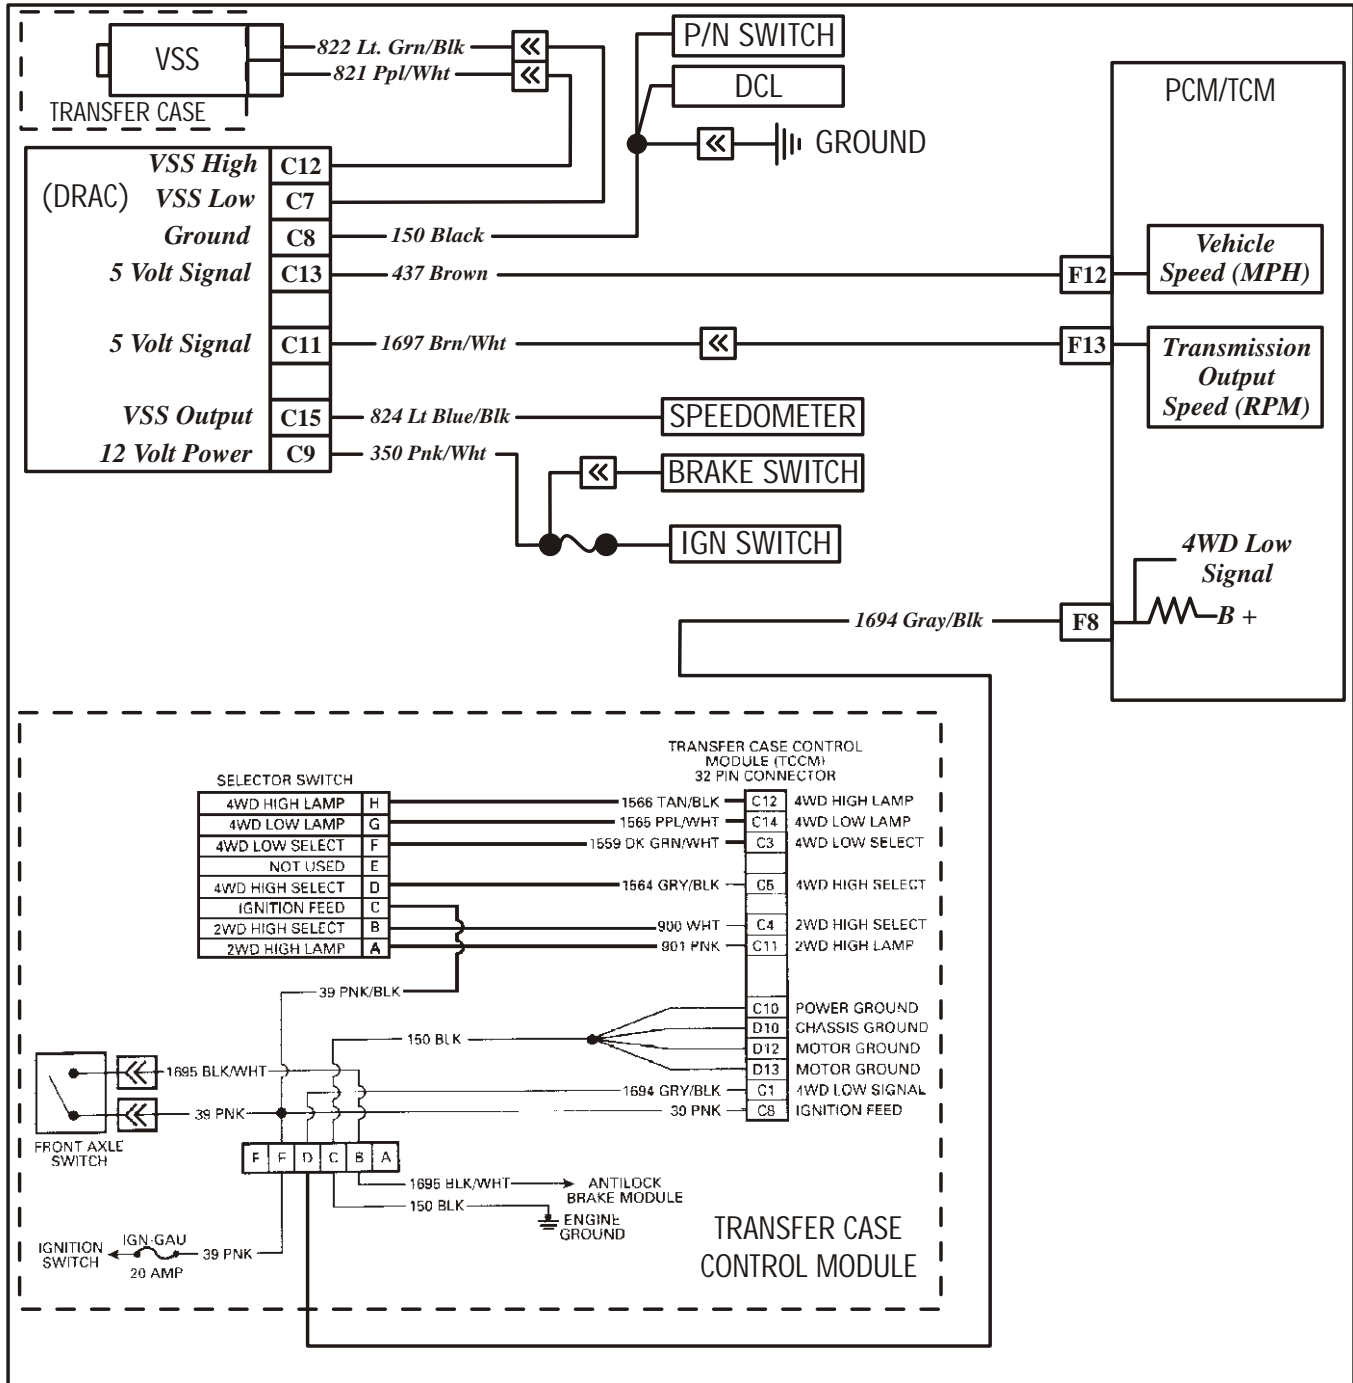 VSS
822 Lt. Grn/Blk
821 Ppl/Wht
TRANSFER CASE
P/N SWITCH
DCL
GROUND
PCM/TCM
(DRAC)
VSS High C12
VSS Low C7
Ground C8 150 Black
5 Volt Signal C13 437 Brown F12
Vehicle
Speed (MPH)
5 Volt Signal C11 1697 Brn/Wht F13
Transmission
Output
Speed (RPM)
VSS Output C15 824 Lt Blue/Blk SPEEDOMETER
12 Volt Power C9 350 Pnk/Wht
BRAKE SWITCH
IGN SWITCH
4WD Low
Signal
1694 Gray/Blk F8 B +
TRANSFER CASE CONTROL
MODULE (TCCM)
32 PIN CONNECTOR
SELECTOR SWITCH
4WD HIGH LAMP H 1566 TAN/BLK C12 4WD HIGH LAMP
4WD LOW LAMP G 1565 PPL/WHT C14 4WD LOW LAMP
4WD LOW SELECT F 1559 DK GRN/WHT C3 4WD LOW SELECT
NOT USED E
4WD HIGH SELECT D 1564 GRY/BLK C5 4WD HIGH SELECT
IGNITION FEED C
2WD HIGH SELECT B 900 WHT C4 2WD HIGH SELECT
2WD HIGH LAMP A 901 PNK C11 2WD HIGH LAMP
39 PNK/BLK
C10 POWER GROUND
150 BLK D10 CHASSIS GROUND
D12 MOTOR GROUND
D13 MOTOR GROUND
1695 BLK/WHT
1694 GRY/BLK C1 4WD LOW SIGNAL
39 PNK 39 PNK C8 IGNITION FEED
FRONT AXLE
SWITCH
F E D C B A
1695 BLK/WHT ANTILOCK
BRAKE MODULE
150 BLK
ENGINE
GROUND
IGNITION
SWITCH
IGN-GAU
20 AMP
39 PNK
TRANSFER CASE
CONTROL MODULE